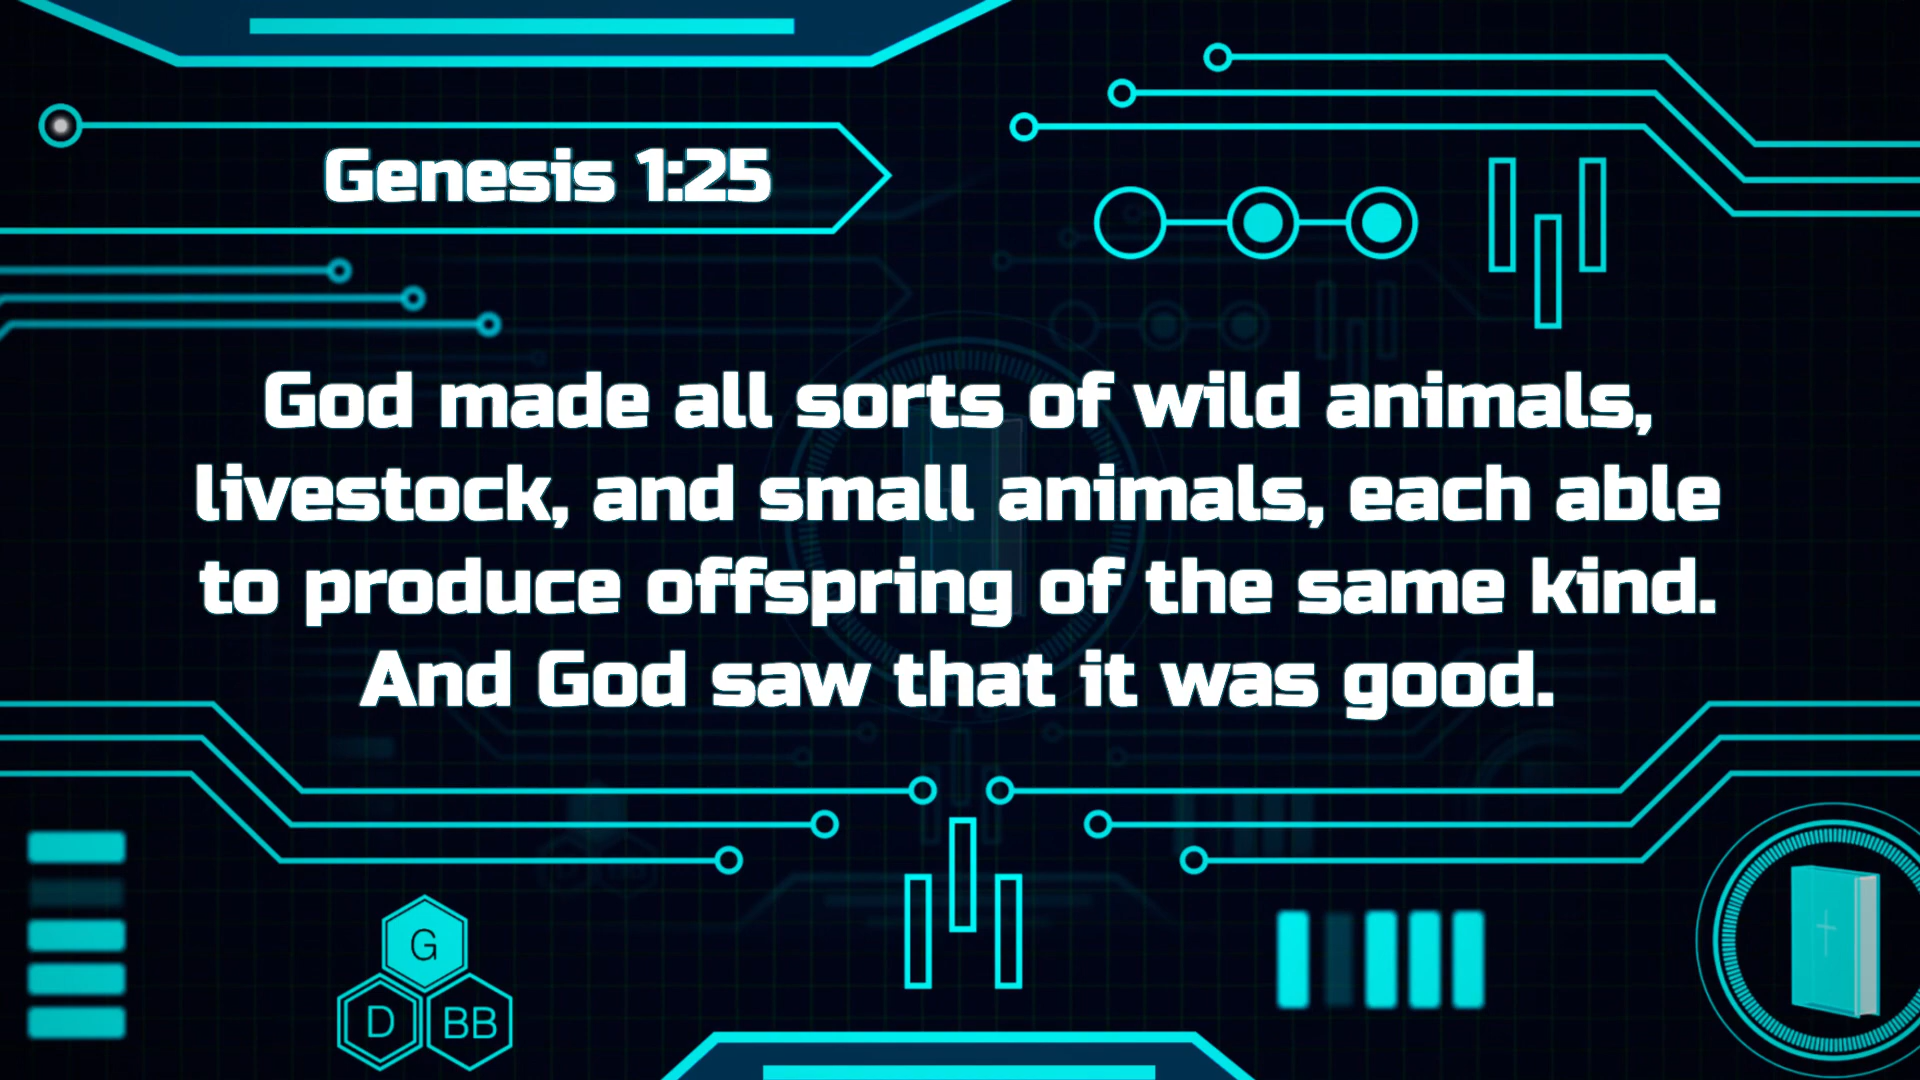 Genesis 1:25
God made all sorts of wild animals,
livestock, and small animals, each able
to produce offspring of the same kind.
And God saw that it was good.
G
D BB